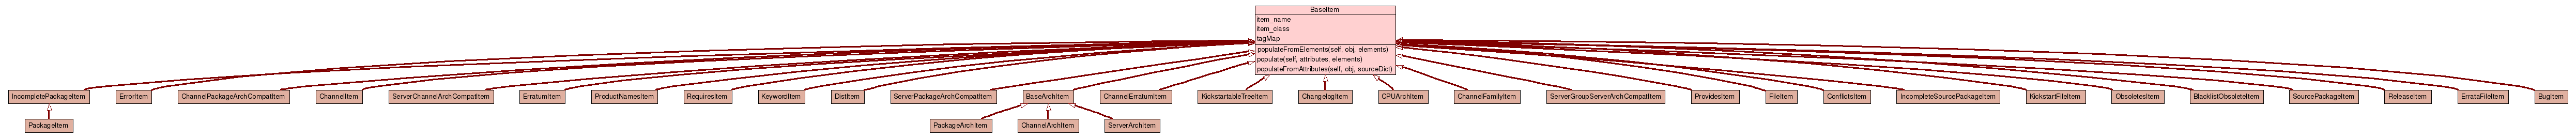 BaseItem
item_name
item_class
tagMap
populateFromElements(self, obj, elements)
populate(self, attributes, elements)
populateFromAttributes(self, obj, sourceDict)
IncompletePackageItem
ErrorItem
ChannelPackageArchCompatItem
ChannelItem
ServerChannelArchCompatItem
ErratumItem
ProductNamesItem
RequiresItem
KeywordItem
DistItem
ServerPackageArchCompatItem
BaseArchItem
ChannelErratumItem
KickstartableTreeItem
ChangelogItem
CPUArchItem
ChannelFamilyItem
ServerGroupServerArchCompatItem
ProvidesItem
FileItem
ConflictsItem
IncompleteSourcePackageItem
KickstartFileItem
ObsoletesItem
BlacklistObsoleteItem
SourcePackageItem
ReleaseItem
ErrataFileItem
BugItem
PackageItem
PackageArchItem
ChannelArchItem
ServerArchItem